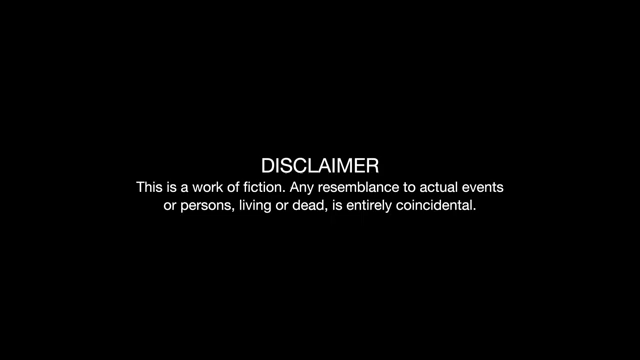 DISCLAIMER
This is a work of fiction. Any resemblance to actual events
or persons, living or dead, is entirely coincidental.